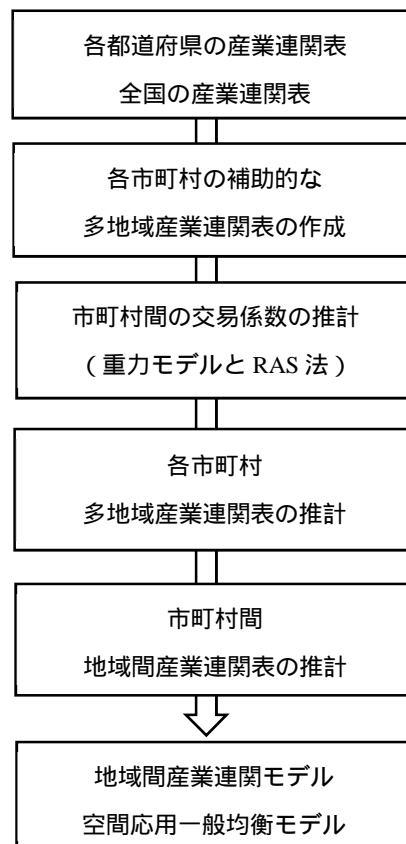 各都道府県の産業連関表
全国の産業連関表
各市町村の補助的な
多地域産業連関表の作成
市町村間の交易係数の推計
(重力モデルと RAS 法)
各市町村
多地域産業連関表の推計
市町村間
地域間産業連関表の推計
地域間産業連関モデル
空間応用一般均衡モデル